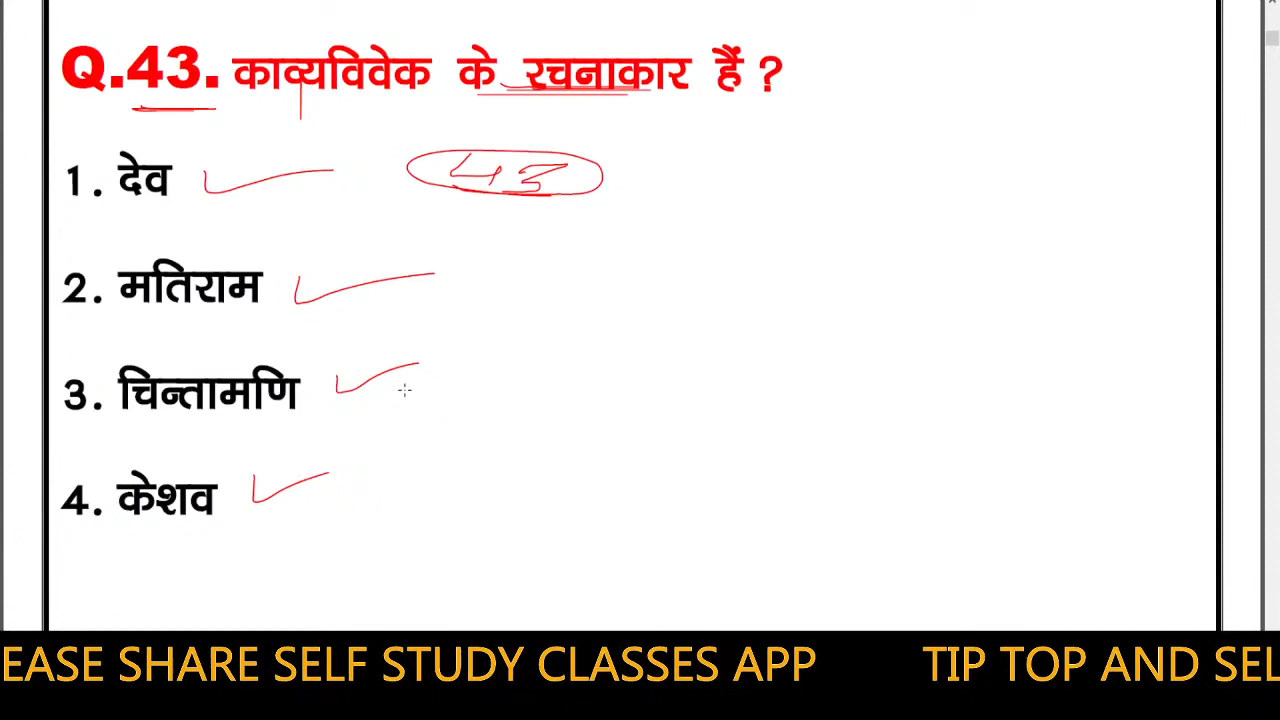 Q.43. काव्यविवेक के रचनाकार हैं ?
1. देव
43
2. मतिराम
3. चिन्तामणि
4. केशव
EASE SHARE SELF STUDY CLASSES APP TIP TOP AND SEL